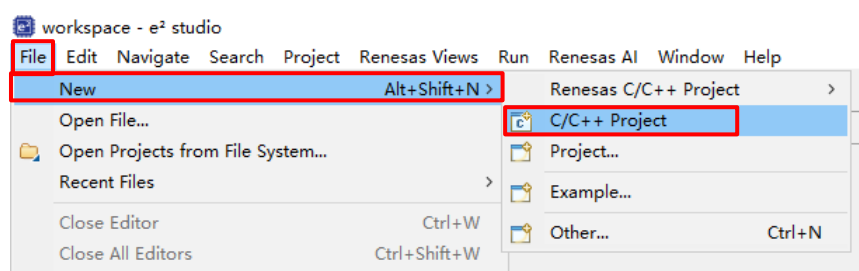 workspace - e² studio
File Edit Navigate Search Project Renesas Views Run Renesas AI Window Help
New Alt+Shift+N >
Open File...
Open Projects from File System...
Recent Files >
Close Editor Ctrl+W
Close All Editors Ctrl+Shift+W
Renesas C/C++ Project >
C/C++ Project
Project...
Example...
Other... Ctrl+N